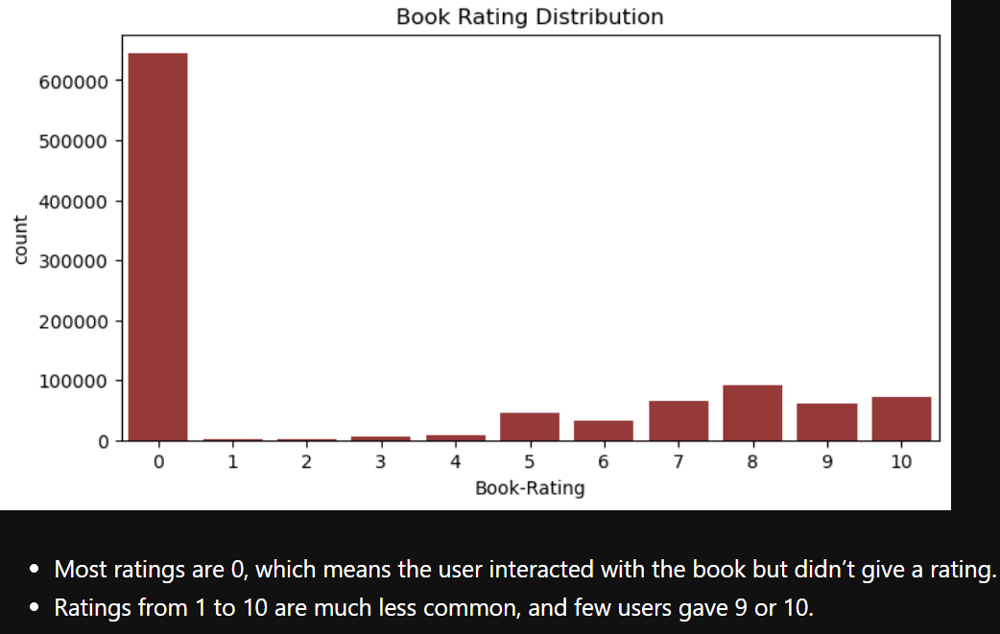 Book Rating Distribution
600000
500000
400000
300000
200000
100000
0
count
0 1 2 3 4 5 6 7 8 9 10
Book-Rating
• Most ratings are 0, which means the user interacted with the book but didn’t give a rating.
• Ratings from 1 to 10 are much less common, and few users gave 9 or 10.